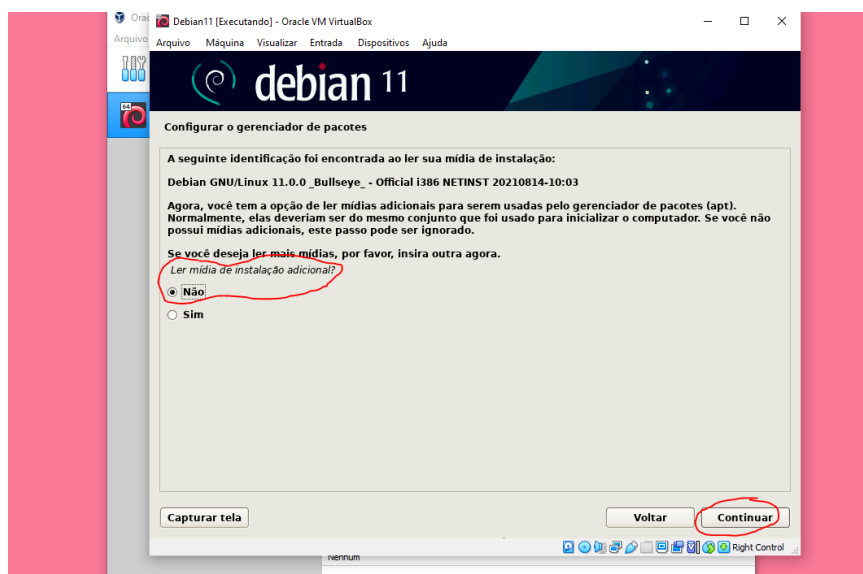 Orac
Debian11 [Executando] - Oracle VM VirtualBox
Arquivo
Arquivo Máquina Visualizar Entrada Dispositivos Ajuda
debian 11
64
Configurar o gerenciador de pacotes
A seguinte identificação foi encontrada ao ler sua mídia de instalação:
Debian GNU/Linux 11.0.0 _Bullseye_ - Official i386 NETINST 20210814-10:03
Agora, você tem a opção de ler mídias adicionais para serem usadas pelo gerenciador de pacotes (apt).
Normalmente, elas deveriam ser do mesmo conjunto que foi usado para inicializar o computador. Se você não
possui mídias adicionais, este passo pode ser ignorado.
Se você deseja ler mais mídias, por favor, insira outra agora.
Ler mídia de instalação adicional?
Não
Sim
Capturar tela
Voltar
Continuar
Right Control
Nenhum